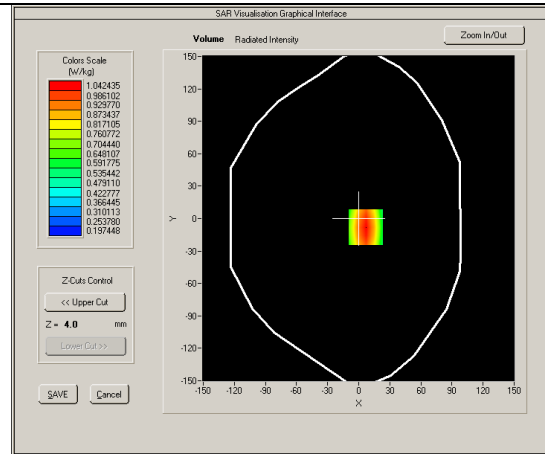 SAR Visualisation Graphical Interface
Volume Radiated Intensity
Zoom In/Out
Colors Scale
(W/kg)
1.042435
0.986102
0.929770
0.873437
0.817105
0.760772
0.704440
0.648107
0.591775
0.535442
0.479110
0.422777
0.366445
0.310113
0.253780
0.197448
Z-Cuts Control
<< Upper Cut
Z = 4.0 mm
Lower Cut >>
SAVE Cancel
150-
120-
90-
60-
30-
Y 0-
-30-
-60-
-90-
-120-
-150-
-150 -120 -90 -60 -30 0 30 60 90 120 150
X